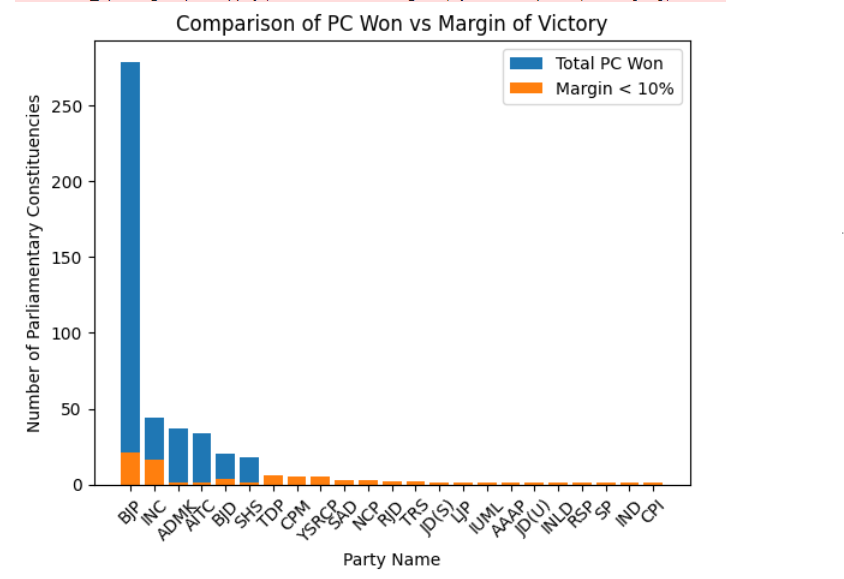 Comparison of PC Won vs Margin of Victory
Total PC Won
Margin < 10%
Number of Parliamentary Constituencies
250
200
150
100
50
0
BJP
INC
ADMK
AITC
BJD
SHS
TDP
CPM
YSRCP
SAD
NCP
RJD
TRS
JD(S)
LJP
IUML
AAAP
JD(U)
INLD
RSP
SP
IND
CPI
Party Name